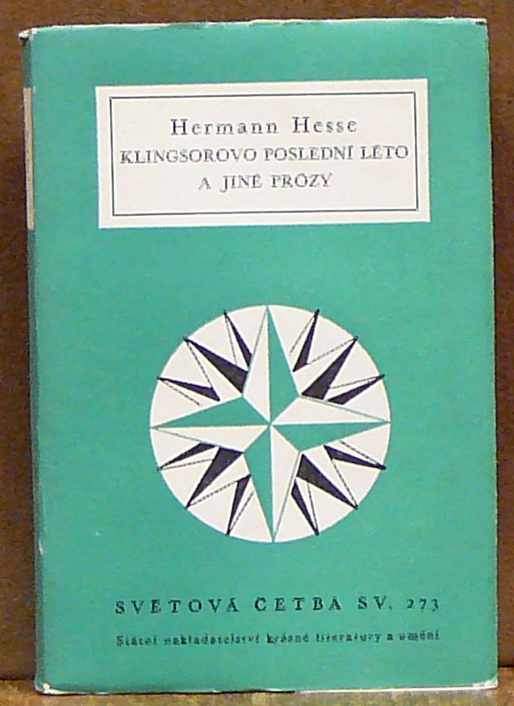 Hermann Hesse
KLINGSOROVO POSLEDNÍ LÉTO
A JINÉ PRÓZY
SVĚTOVÁ ČETBA SV. 273
Státní nakladatelství krásné literatury a umění